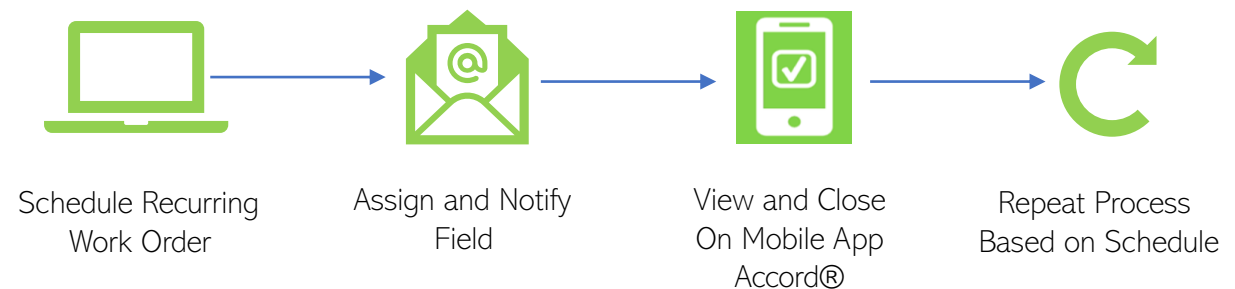 @
Schedule Recurring
Work Order
Assign and Notify
Field
View and Close
On Mobile App
Accord®
Repeat Process
Based on Schedule